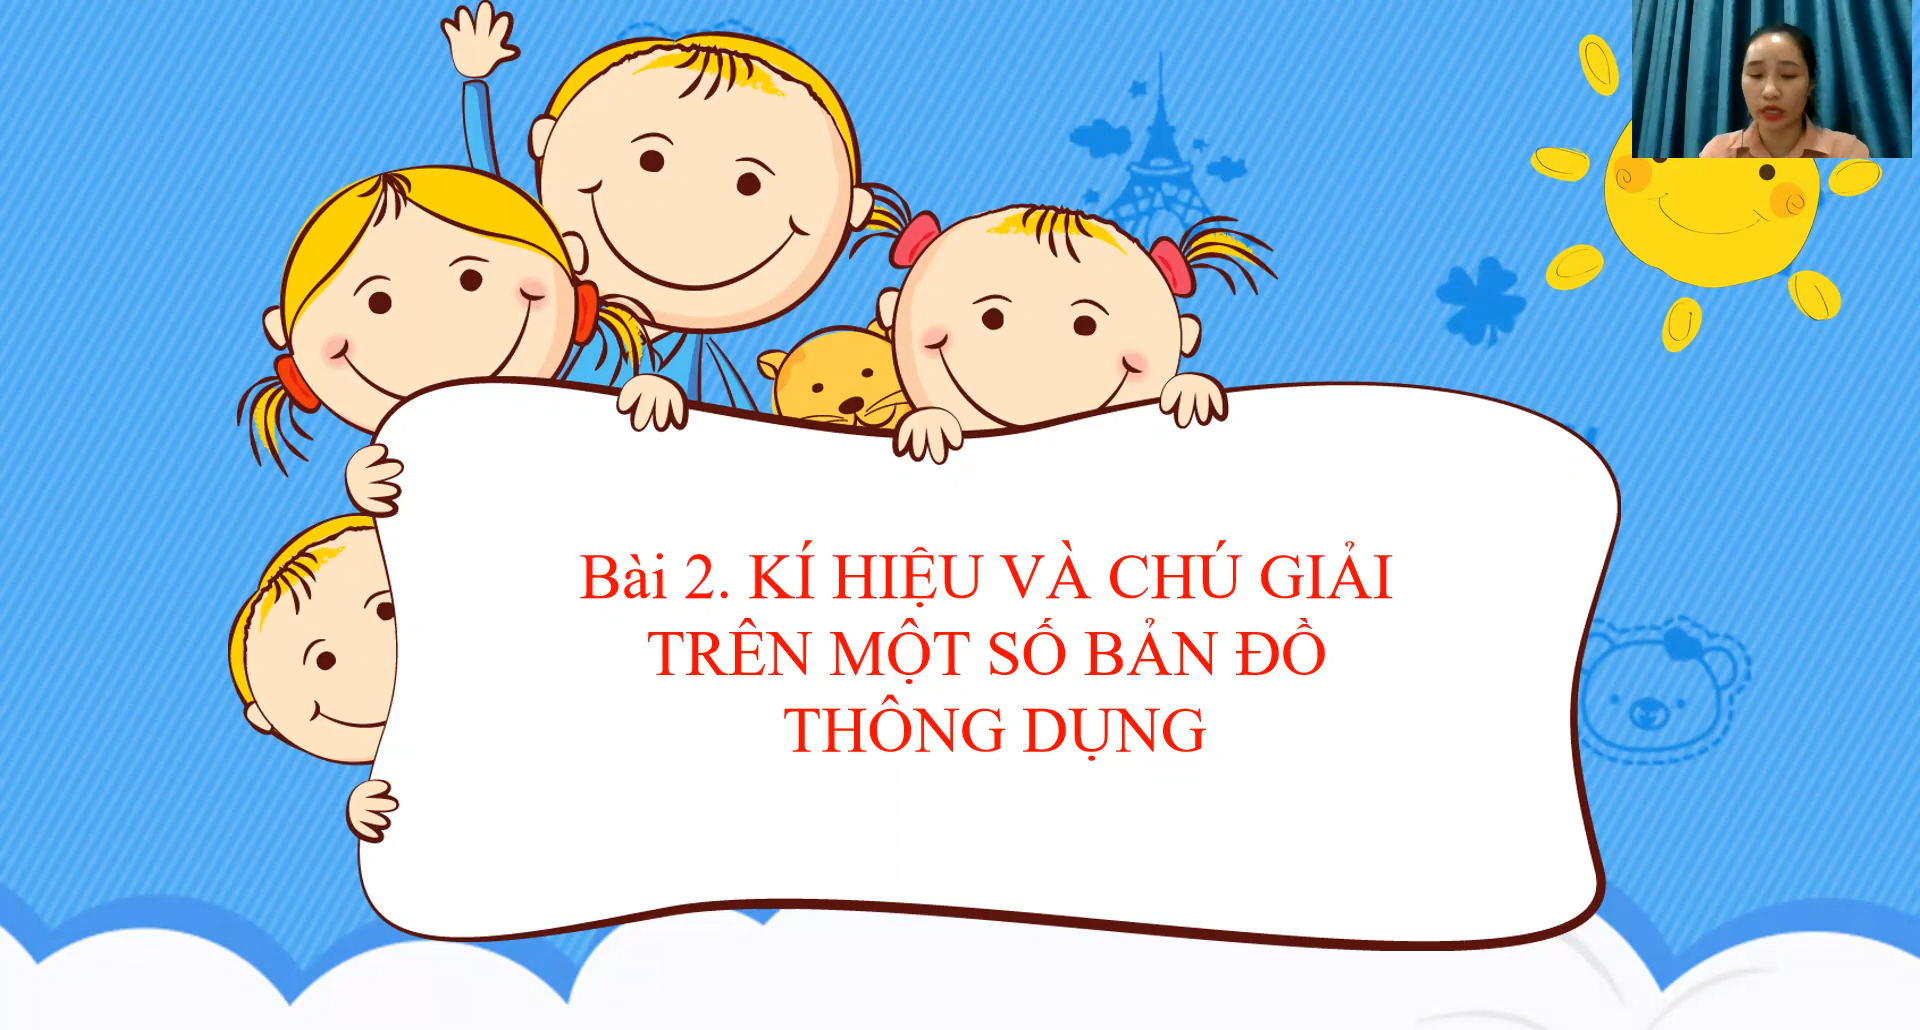 Bài 2. KÍ HIỆU VÀ CHÚ GIẢI
TRÊN MỘT SỐ BẢN ĐỒ
THÔNG DỤNG